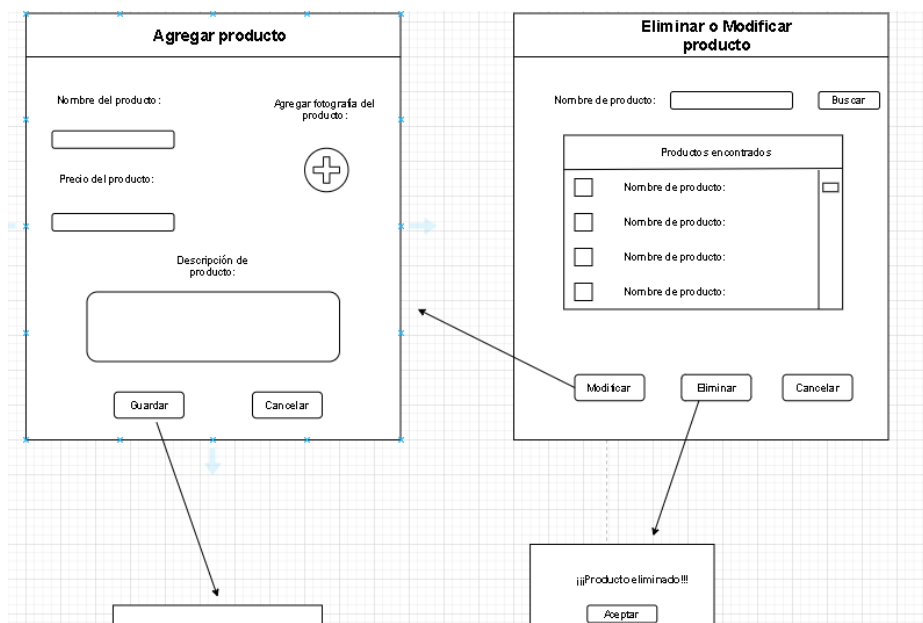 Agregar producto
Nombre del producto:
Agregar fotografía del
producto:
Precio del producto:
Descripción de
producto:
Guardar
Cancelar
Eliminar o Modificar
producto
Nombre de producto:
Buscar
Productos encontrados
Nombre de producto:
Nombre de producto:
Nombre de producto:
Nombre de producto:
Modificar
Eliminar
Cancelar
¡¡¡Producto eliminado!!!
Aceptar